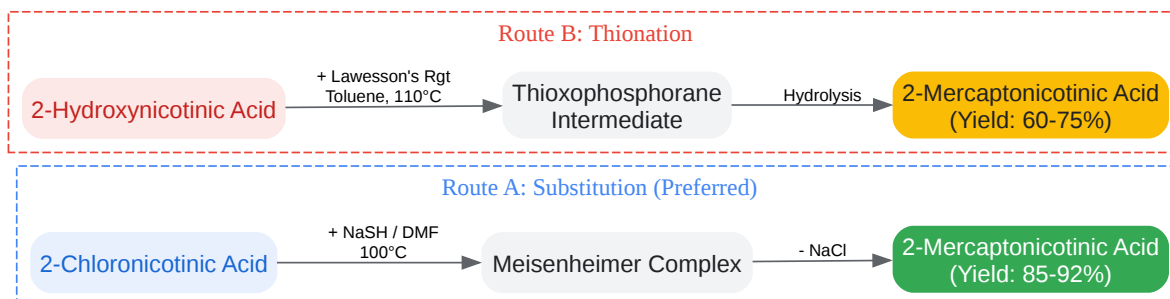 Route B: Thionation
2-Hydroxynicotinic Acid
+ Lawesson's Rgt
Toluene, 110°C
Thioxophosphorane
Intermediate
Hydrolysis
2-Mercaptonicotinic Acid
(Yield: 60-75%)
Route A: Substitution (Preferred)
2-Chloronicotinic Acid
+ NaSH / DMF
100°C
Meisenheimer Complex
- NaCl
2-Mercaptonicotinic Acid
(Yield: 85-92%)